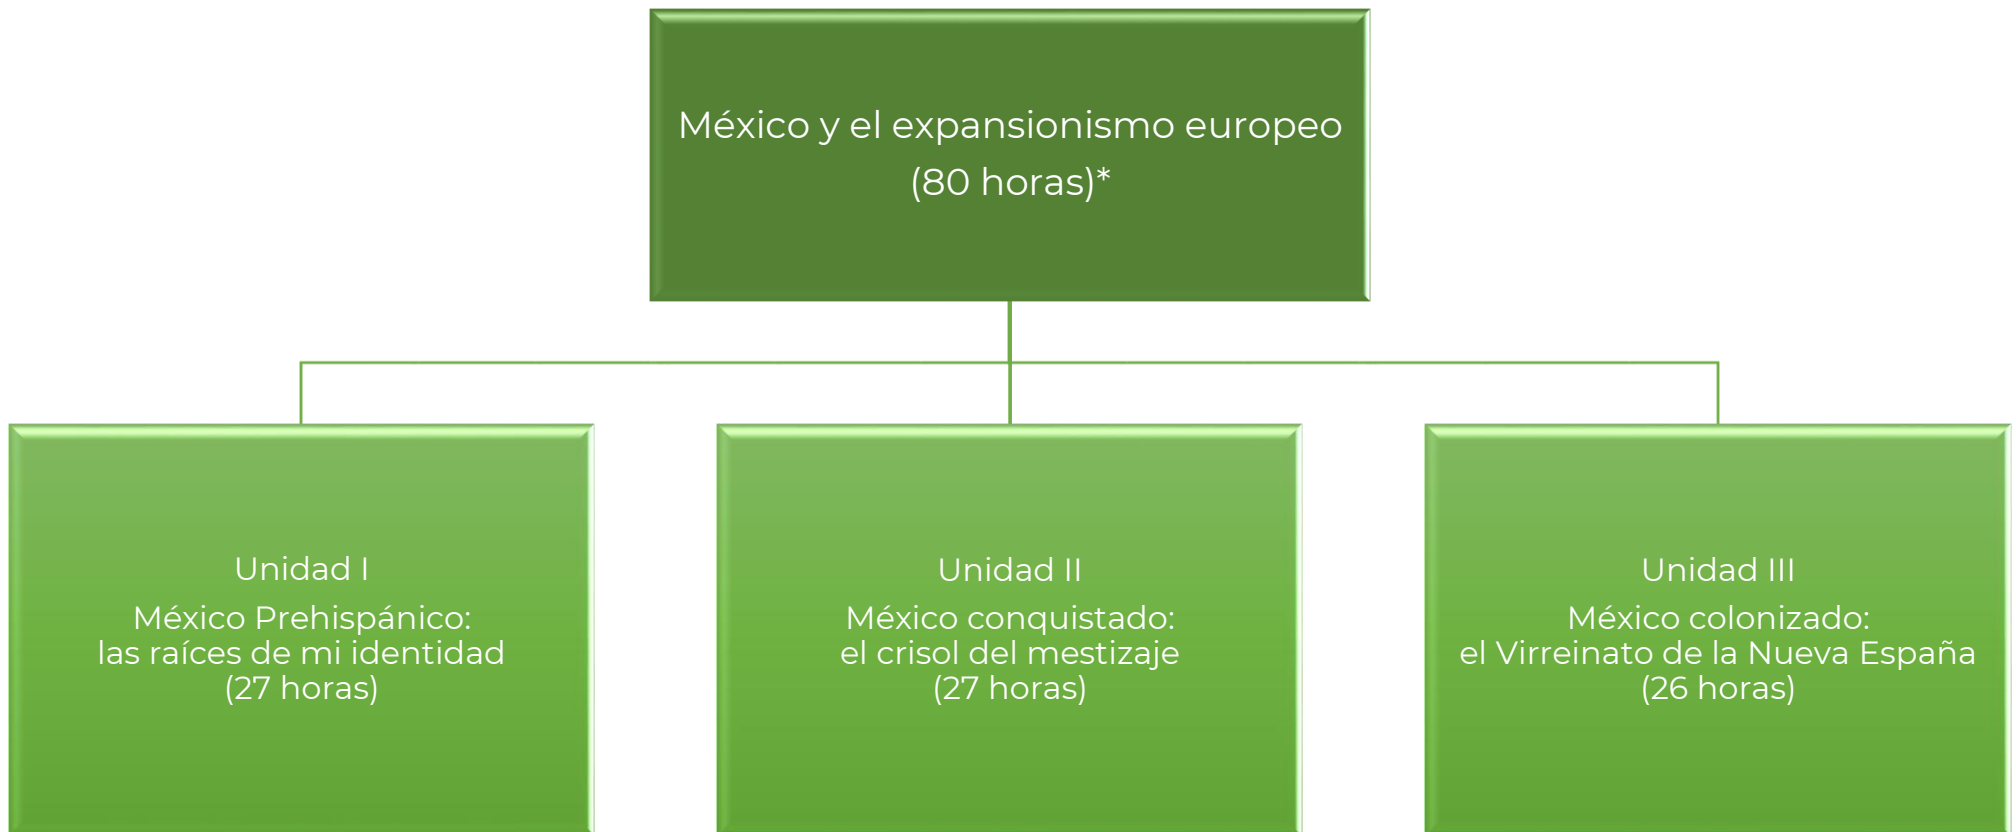 México y el expansionismo europeo
(80 horas)*
Unidad I
México Prehispánico:
las raíces de mi identidad
(27 horas)
Unidad II
México conquistado:
el crisol del mestizaje
(27 horas)
Unidad III
México colonizado:
el Virreinato de la Nueva España
(26 horas)